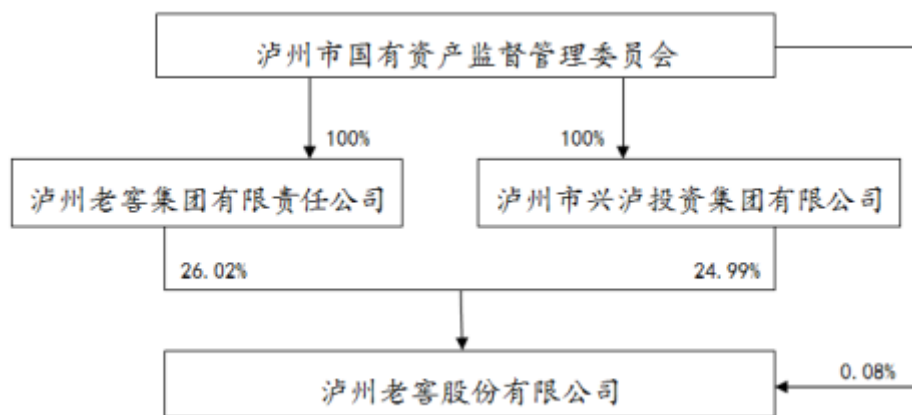 泸州市国有资产监督管理委员会
100%
100%
泸州老窖集团有限责任公司
泸州市兴泸投资集团有限公司
26.02%
24.99%
泸州老窖股份有限公司
0.08%